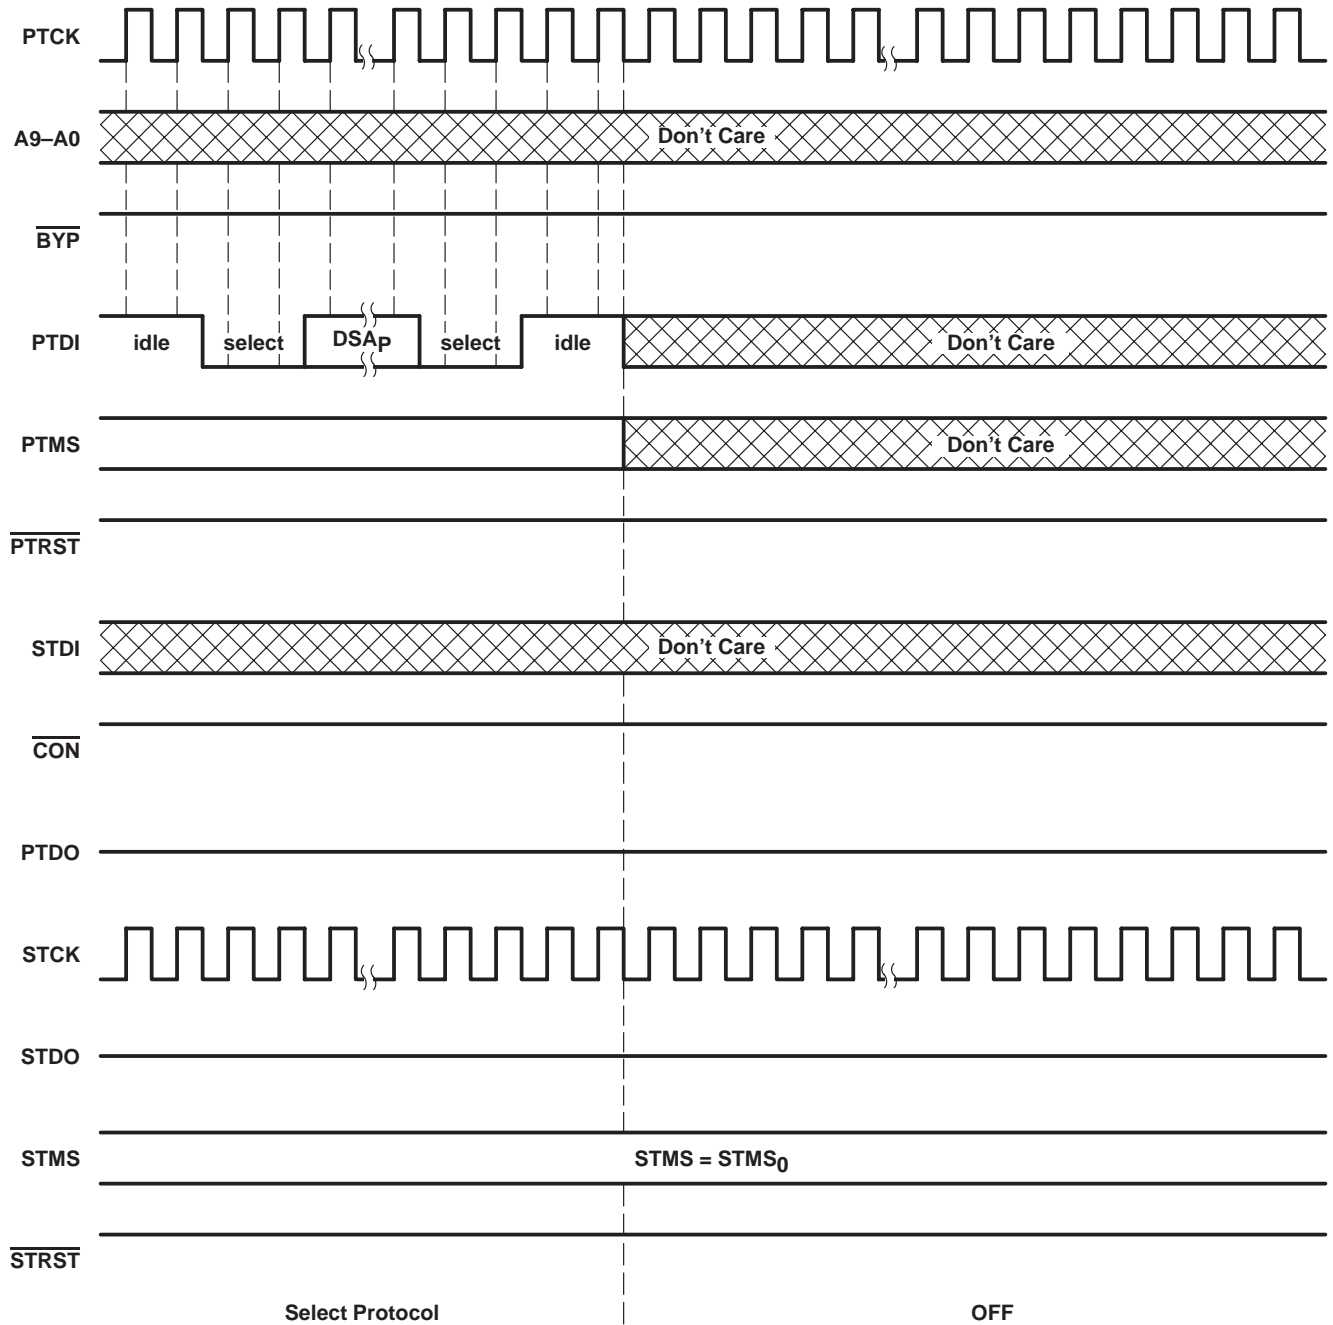 PTCK
A9–A0
Don't Care
BYP
PTDI
idle
select
DSAP
select
idle
Don't Care
PTMS
Don't Care
PTRST
STDI
Don't Care
CON
PTDO
STCK
STDO
STMS
STMS = STMS0
STRST
Select Protocol
OFF